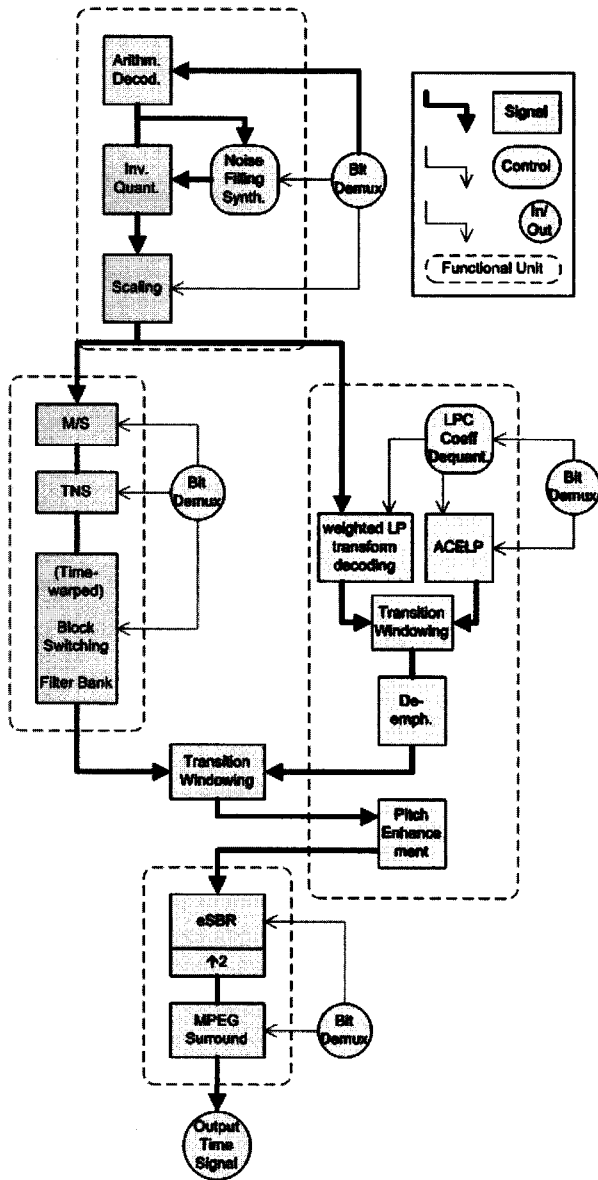 Arithm.
Decod.
Inv.
Quant.
Noise
Filling
Synth.
Bit
Demux
Scaling
Signal
Control
In/
Out
Functional Unit
M/S
TNS
(Time-
warped)
Block
Switching
Filter Bank
Bit
Demux
LPC
Coeff
Dequant.
Bit
Demux
weighted LP
transform
decoding
ACELP
Transition
Windowing
De-
emph.
Transition
Windowing
Pitch
Enhance
ment
eSBR
↑2
MPEG
Surround
Bit
Demux
Output
Time
Signal